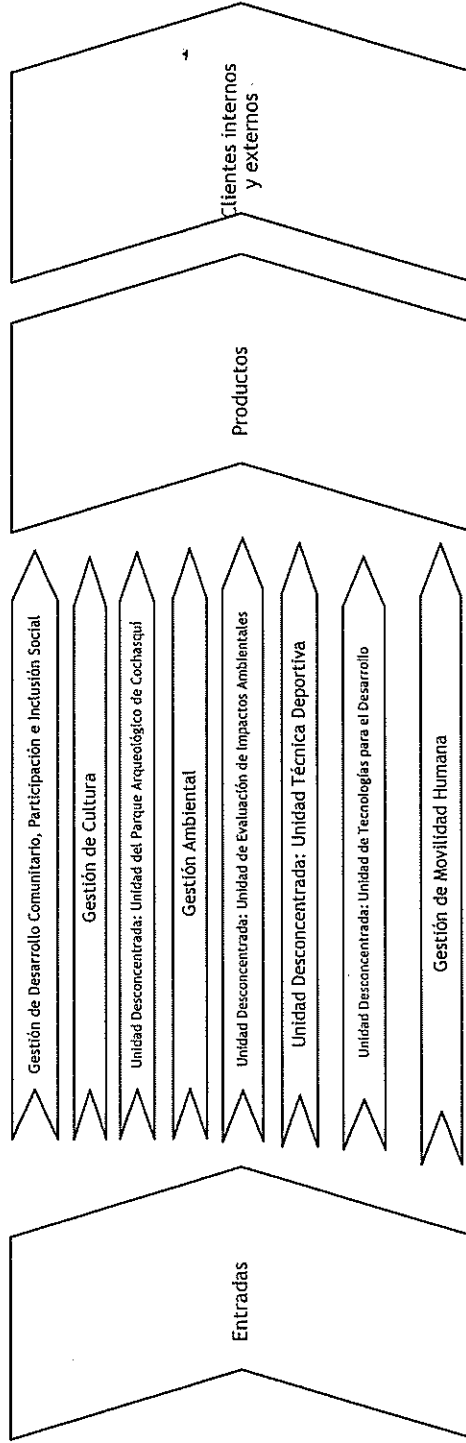 Entradas
Gestión de Desarrollo Comunitario, Participación e Inclusión Social
Gestión de Cultura
Unidad Desconcentrada: Unidad del Parque Arqueológico de Cochasquí
Gestión Ambiental
Unidad Desconcentrada: Unidad de Evaluación de Impactos Ambientales
Unidad Desconcentrada: Unidad Técnica Deportiva
Unidad Desconcentrada: Unidad de Tecnologías para el Desarrollo
Gestión de Movilidad Humana
Productos
Clientes internos
y externos